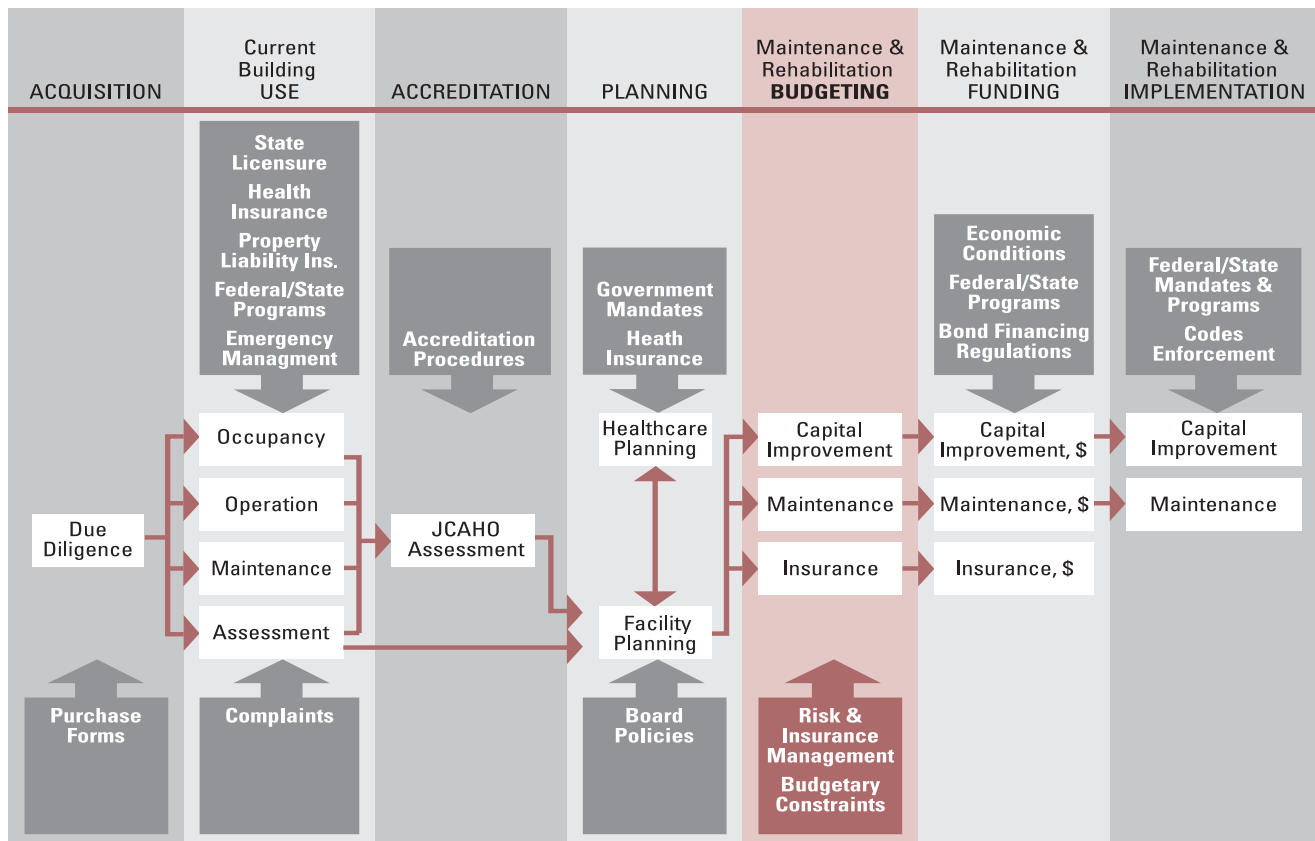 ACQUISITION
Current
Building
USE
ACCREDITATION
PLANNING
Maintenance &
Rehabilitation
BUDGETING
Maintenance &
Rehabilitation
FUNDING
Maintenance &
Rehabilitation
IMPLEMENTATION
State
Licensure
Health
Insurance
Property
Liability Ins.
Federal/State
Programs
Emergency
Managment
Accreditation
Procedures
Government
Mandates
Heath
Insurance
Economic
Conditions
Federal/State
Programs
Bond Financing
Regulations
Federal/State
Mandates &
Programs
Codes
Enforcement
Due
Diligence
Occupancy
Operation
Maintenance
Assessment
JCAHO
Assessment
Healthcare
Planning
Facility
Planning
Capital
Improvement
Maintenance
Insurance
Capital
Improvement, $
Maintenance, $
Insurance, $
Capital
Improvement
Maintenance
Purchase
Forms
Complaints
Board
Policies
Risk &
Insurance
Management
Budgetary
Constraints